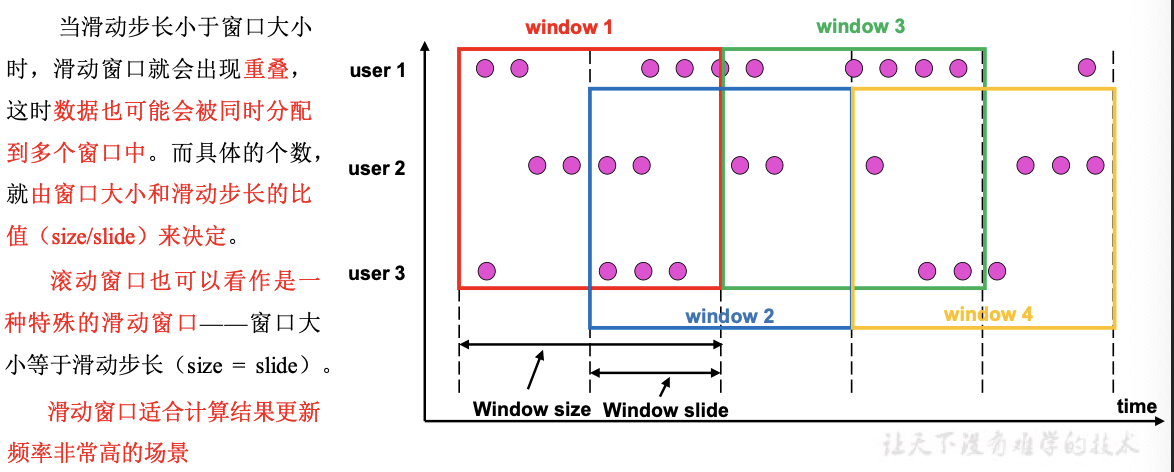 当滑动步长小于窗口大小
时，滑动窗口就会出现重叠，
这时数据也可能会被同时分配
到多个窗口中。而具体的个数，
就由窗口大小和滑动步长的比
值（size/slide）来决定。
滚动窗口也可以看作是一
种特殊的滑动窗口——窗口大
小等于滑动步长（size = slide）。
滑动窗口适合计算结果更新
频率非常高的场景
window 1
window 3
user 1
user 2
user 3
window 2
window 4
Window size
Window slide
time
让天下没有难学的技术